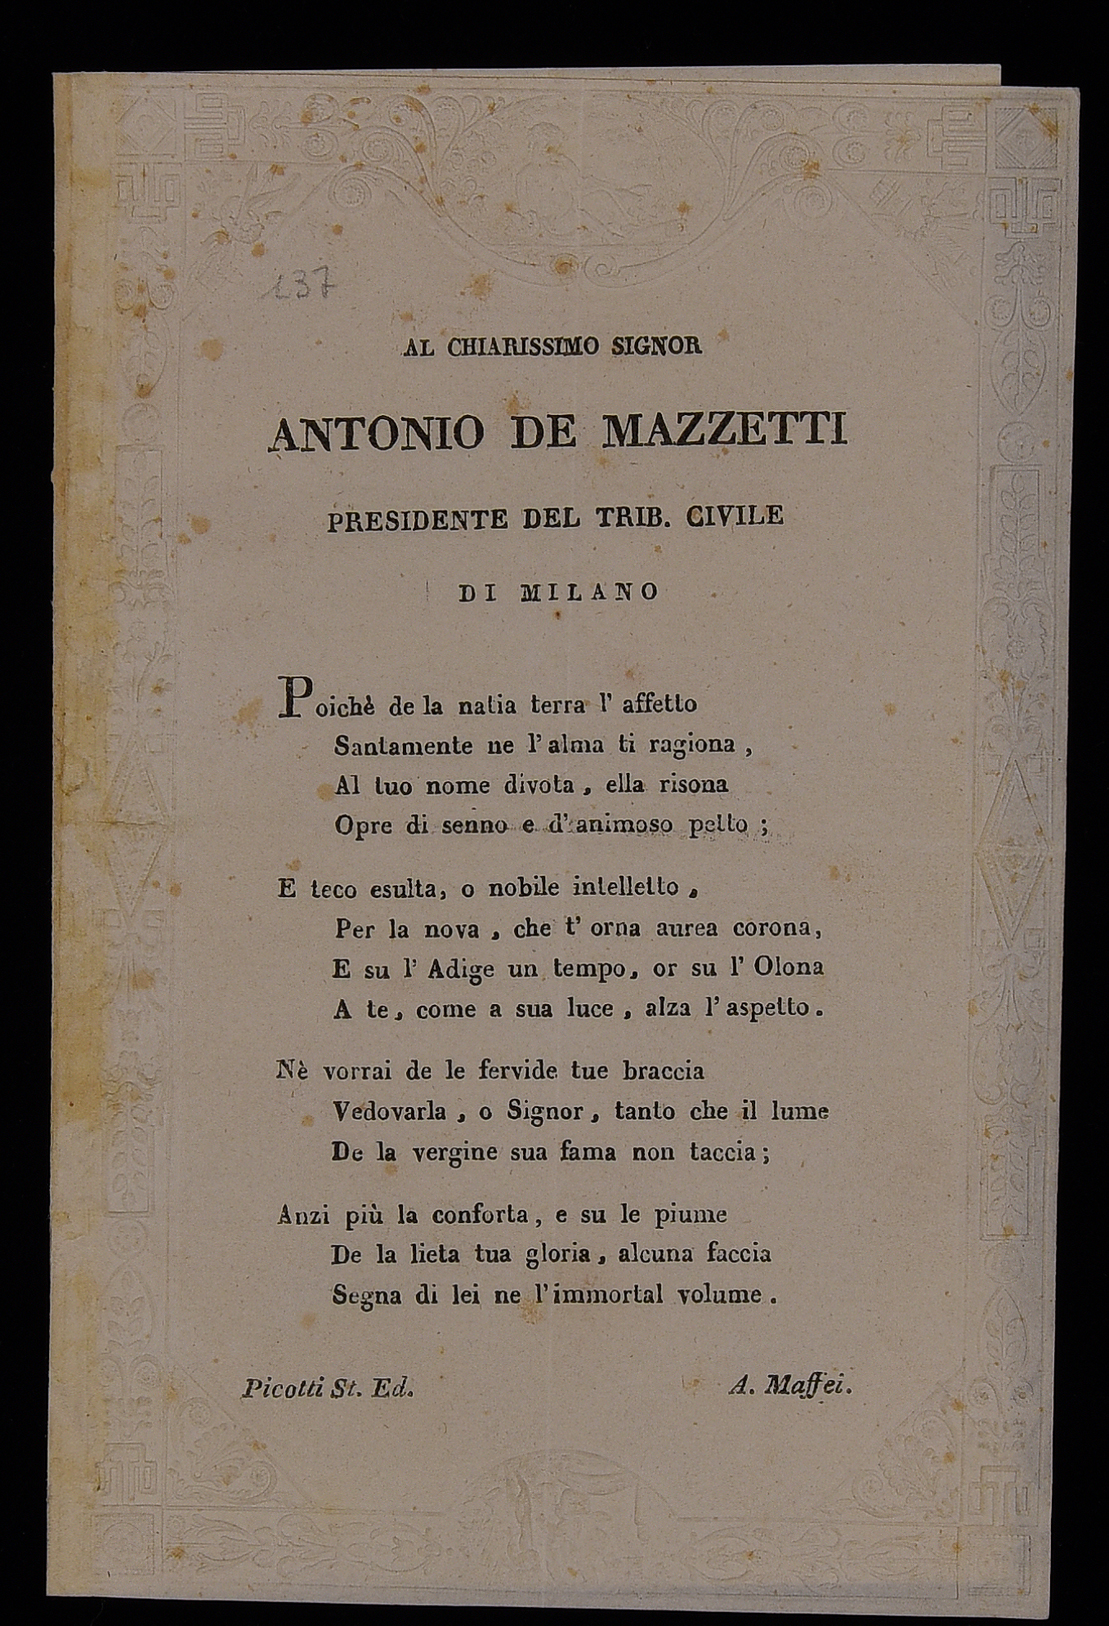 137
AL CHIARISSIMO SIGNOR
ANTONIO DE MAZZETTI
PRESIDENTE DEL TRIB. CIVILE
DI MILANO
Poichè de la natia terra l' affetto
Santamente ne l'alma ti ragiona ,
Al tuo nome divota , ella risona
Opre di senno e d'animoso petto ;
E teco esulta, o nobile intelletto ,
Per la nova , che t' orna aurea corona,
E su l' Adige un tempo, or su l' Olona
A te, come a sua luce , alza l'aspetto .
Nè vorrai de le fervide tue braccia
Vedovarla , o Signor, tanto che il lume
De la vergine sua fama non taccia ;
Anzi più la conforta , e su le piume
De la lieta tua gloria , alcuna faccia
Segna di lei ne l'immortal volume .
Picotti St. Ed.
A. Maffei.